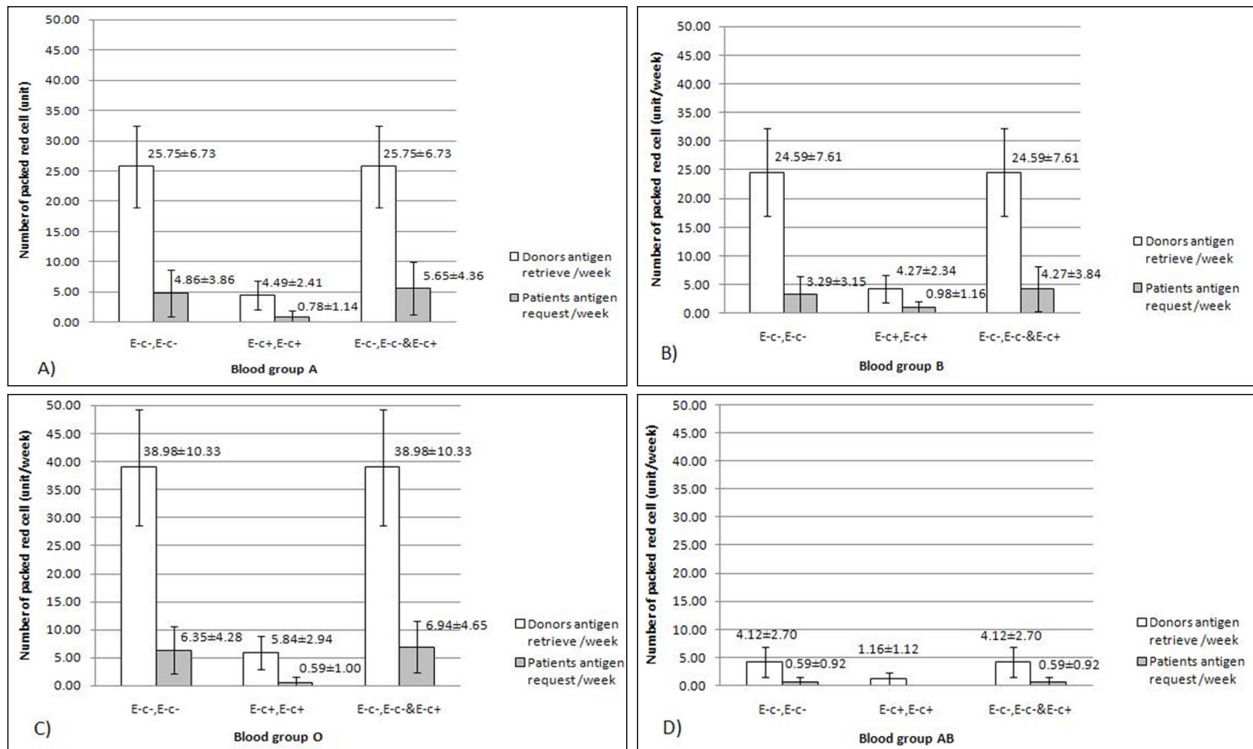 50.00
45.00
40.00
35.00
30.00
25.00
20.00
15.00
10.00
5.00
0.00
Number of packed red cell (unit)
25.75±6.73
4.86±3.86
4.49±2.41
0.78±1.14
25.75±6.73
5.65±4.36
E-c-,E-c-
E-c+,E-c+
E-c-,E-c-&E-c+
Blood group A
A)
Donors antigen
retrieve/week
Patients antigen
request/week
50.00
45.00
40.00
35.00
30.00
25.00
20.00
15.00
10.00
5.00
0.00
Number of packed red cell (unit/week)
24.59±7.61
3.29±3.15
4.27±2.34
0.98±1.16
24.59±7.61
4.27±3.84
E-c-,E-c-
E-c+,E-c+
E-c-,E-c-&E-c+
Blood group B
B)
Donors antigen
retrieve/week
Patients antigen
request/week
50.00
45.00
40.00
35.00
30.00
25.00
20.00
15.00
10.00
5.00
0.00
Number of packed red cell (unit/week)
38.98±10.33
6.35±4.28
5.84±2.94
0.59±1.00
38.98±10.33
6.94±4.65
E-c-,E-c-
E-c+,E-c+
E-c-,E-c-&E-c+
Blood group O
C)
Donors antigen
retrieve/week
Patients antigen
request/week
50.00
45.00
40.00
35.00
30.00
25.00
20.00
15.00
10.00
5.00
0.00
Number of packed red cell (unit/week)
4.12±2.70
0.59±0.92
1.16±1.12
4.12±2.70
0.59±0.92
E-c-,E-c-
E-c+,E-c+
E-c-,E-c-&E-c+
Blood group AB
D)
Donors antigen
retrieve/week
Patients antigen
request/week